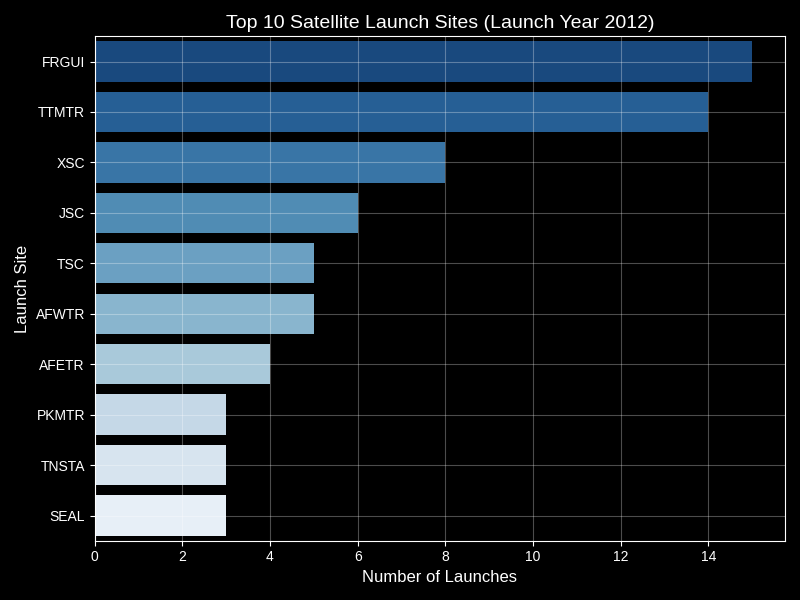 Top 10 Satellite Launch Sites (Launch Year 2012)
Launch Site
FRGUI
TTMTR
XSC
JSC
TSC
AFWTR
AFETR
PKMTR
TNSTA
SEAL
0 2 4 6 8 10 12 14
Number of Launches